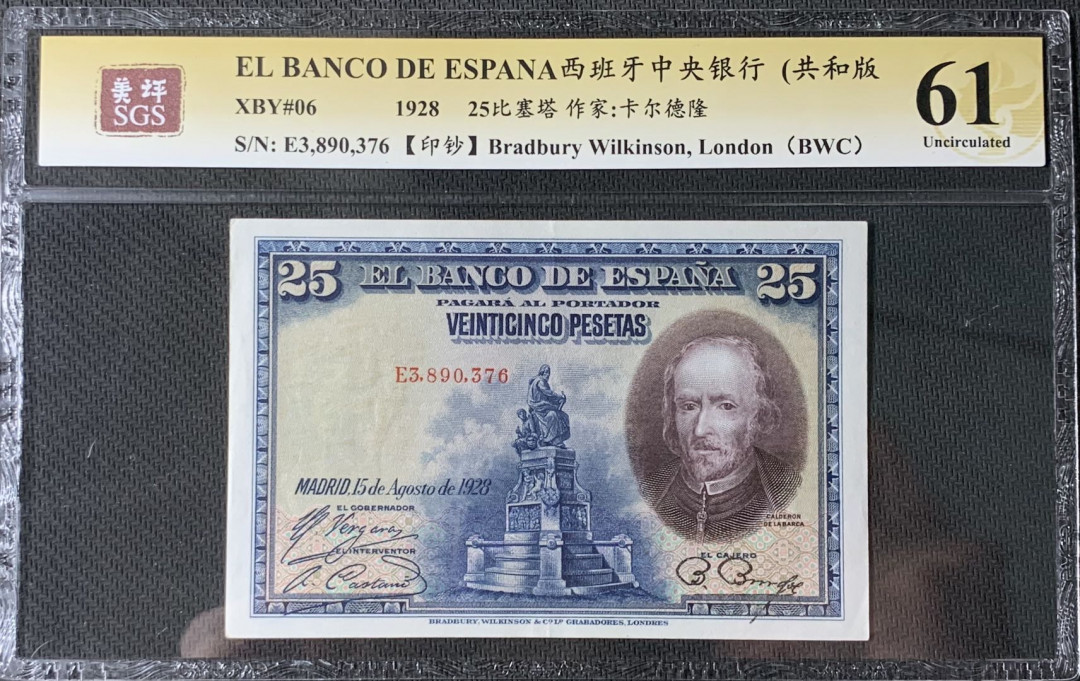 美评
SGS
EL BANCO DE ESPANA西班牙中央银行 (共和版
XBY#06 1928 25比塞塔 作家:卡尔德隆
S/N: E3,890,376 【印钞】Bradbury Wilkinson, London（BWC）
61
Uncirculated
25 EL BANCO DE ESPAÑA 25
PAGARÁ AL PORTADOR
VEINTICINCO PESETAS
E3,890,376
MADRID, 15 de Agosto de 1928
EL GOBERNADOR
EL INTERVENTOR
CALDERÓN
DE LA BARCA
EL CAJERO
BRADBURY, WILKINSON & Cº Lº GRABADORES, LONDRES